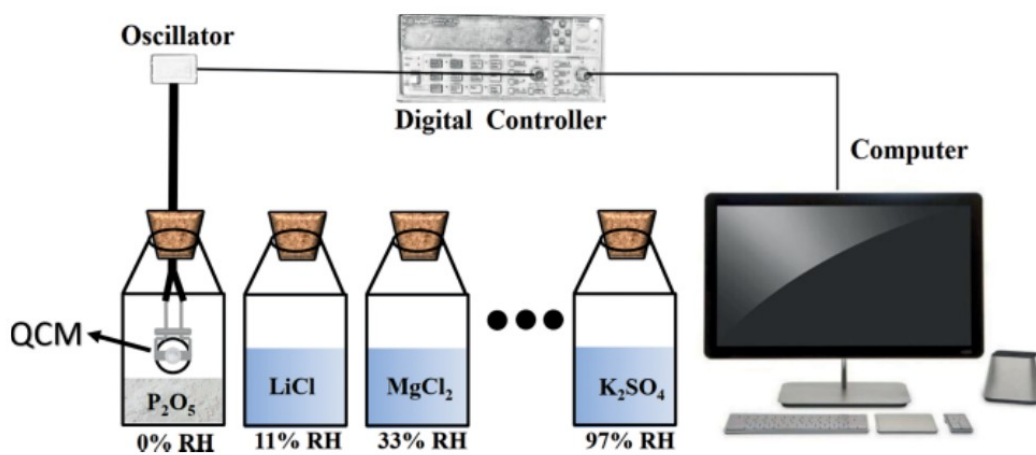 Oscillator
Digital Controller
Computer
QCM
P₂O₅
LiCl
MgCl₂
K₂SO₄
0% RH
11% RH
33% RH
97% RH